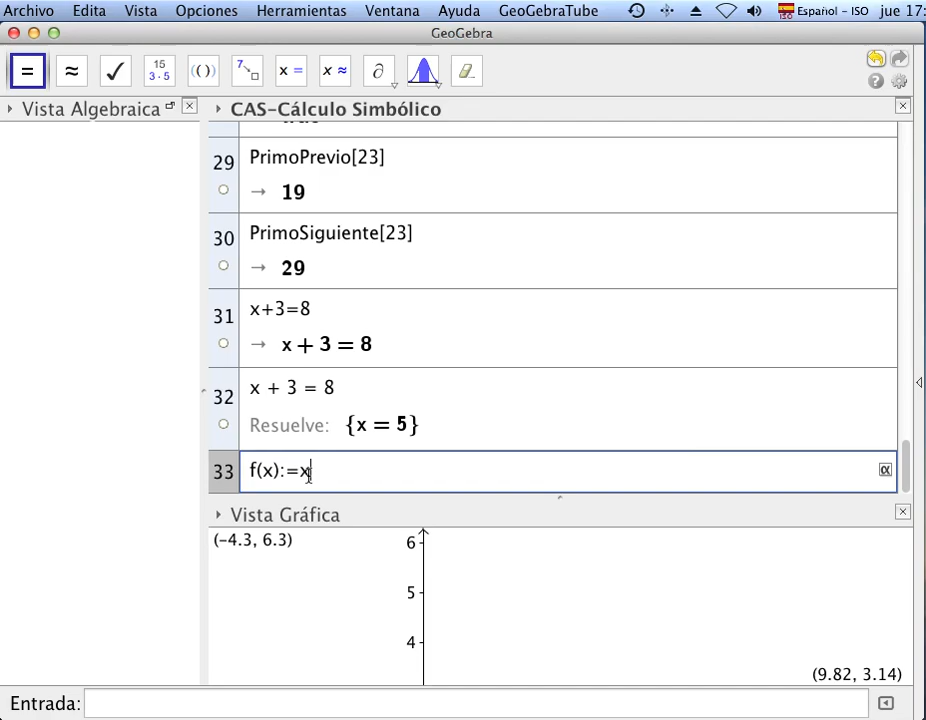 Archivo Edita Vista Opciones Herramientas Ventana Ayuda GeoGebraTube Español - ISO jue 17:
GeoGebra
= ≈ ✓ 15 3·5 (()) 7 x = x ≈ ∂
Vista Algebraica
CAS-Cálculo Simbólico
29 PrimoPrevio[23]
→ 19
30 PrimoSiguiente[23]
→ 29
31 x+3=8
→ x + 3 = 8
32 x + 3 = 8
Resuelve: {x = 5}
33 f(x):=x α
Vista Gráfica
(-4.3, 6.3)
6
5
4
(9.82, 3.14)
Entrada: